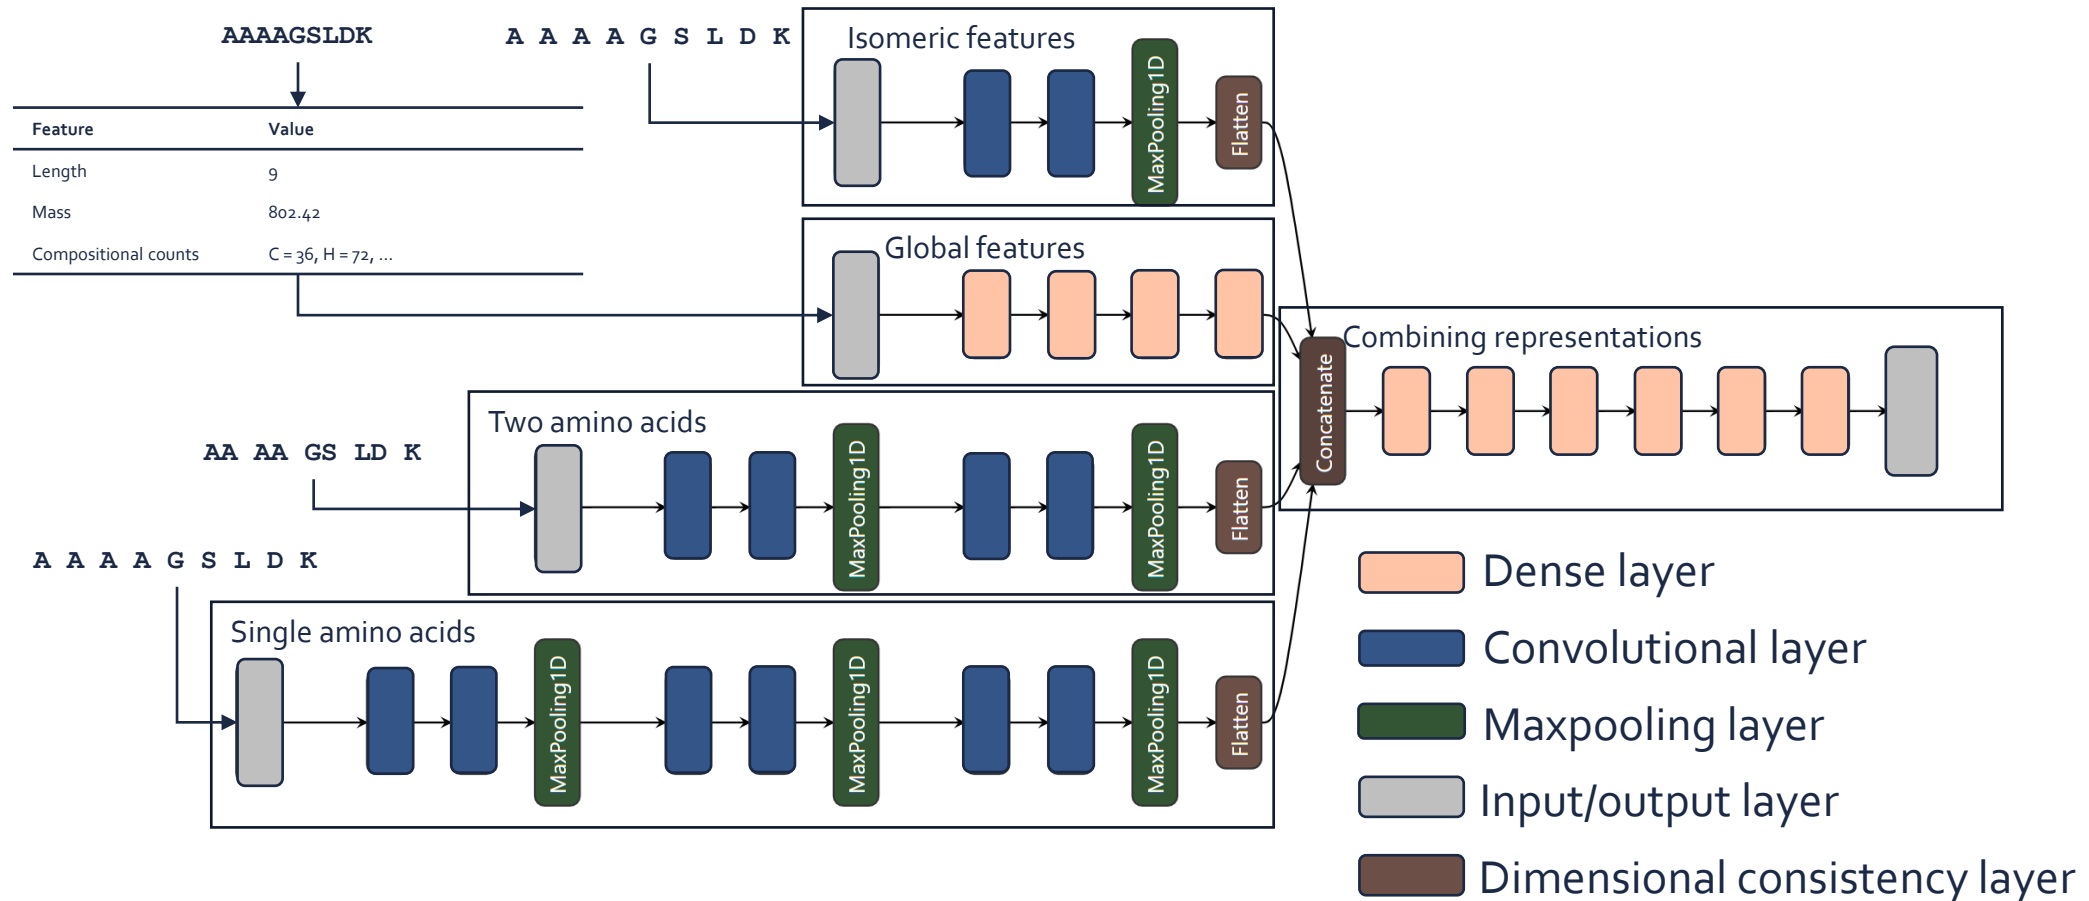 AAAAGSLDK
A A A A G S L D K
Feature Value
Length 9
Mass 802.42
Compositional counts C = 36, H = 72, ...
Isomeric features
MaxPooling1D
Flatten
Global features
Combining representations
Concatenate
AA AA GS LD K
Two amino acids
MaxPooling1D
MaxPooling1D
Flatten
A A A A G S L D K
Single amino acids
MaxPooling1D
MaxPooling1D
MaxPooling1D
Flatten
Dense layer
Convolutional layer
Maxpooling layer
Input/output layer
Dimensional consistency layer